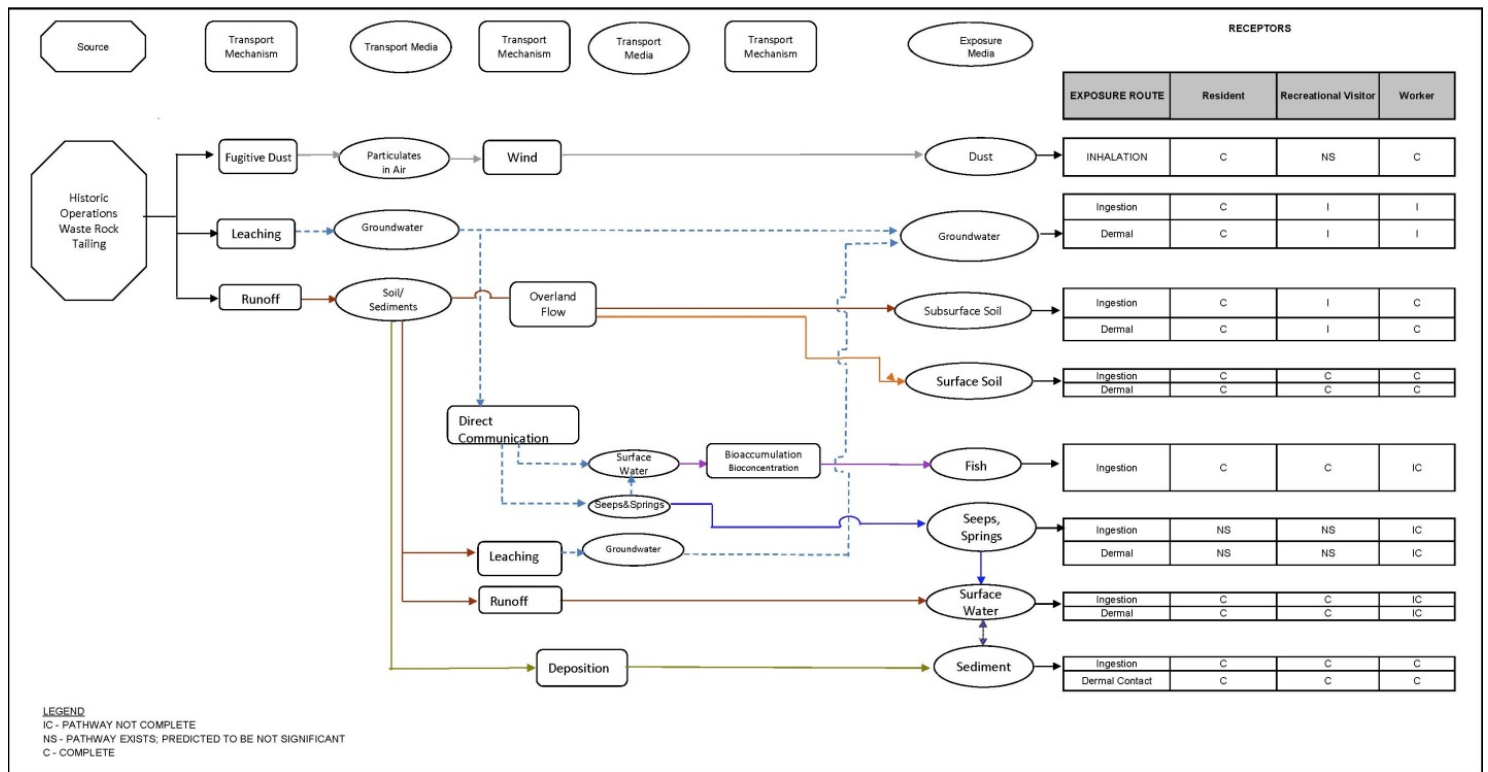 RECEPTORS
Source
Transport
Mechanism
Transport Media
Transport
Mechanism
Transport
Media
Transport
Mechanism
Exposure
Media
EXPOSURE ROUTE Resident Recreational Visitor Worker
Fugitive Dust
Particulates
in Air
Wind
Dust
INHALATION C NS C
Historic
Operations
Waste Rock
Tailing
Leaching
Groundwater
Groundwater
Ingestion C I I
Dermal C I I
Runoff
Soil/
Sediments
Overland
Flow
Subsurface Soil
Ingestion C I C
Dermal C I C
Surface Soil
Ingestion C C C
Dermal C C C
Direct
Communication
Surface
Water
Bioaccumulation
Bioconcentration
Fish
Ingestion C C IC
Seeps&Springs
Seeps,
Springs
Ingestion NS NS IC
Dermal NS NS IC
Leaching
Groundwater
Runoff
Surface
Water
Ingestion C C IC
Dermal C C IC
Deposition
Sediment
Ingestion C C C
Dermal Contact C C C
LEGEND
IC - PATHWAY NOT COMPLETE
NS - PATHWAY EXISTS; PREDICTED TO BE NOT SIGNIFICANT
C - COMPLETE